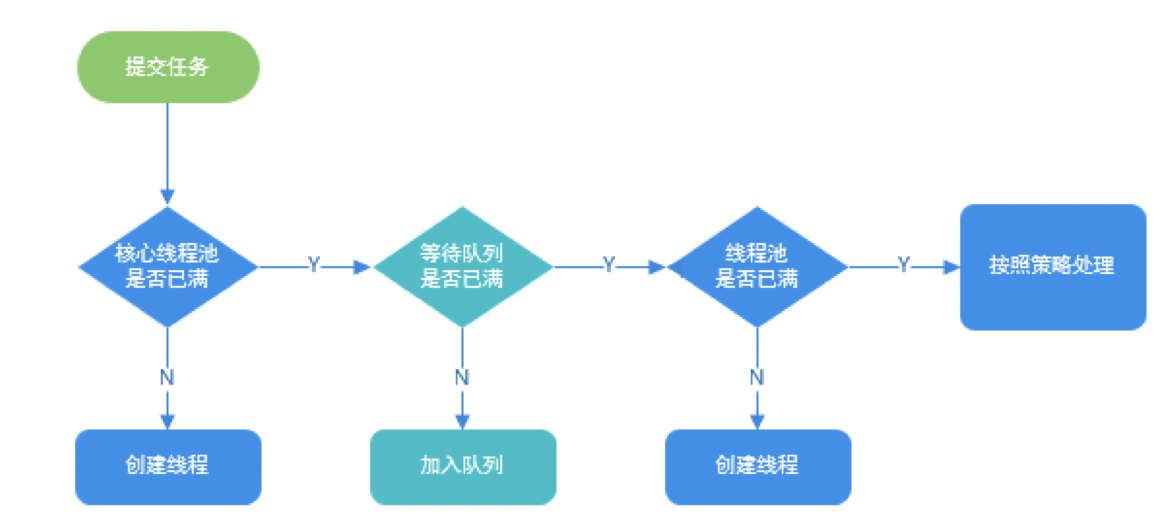 提交任务
核心线程池
是否已满
Y
等待队列
是否已满
Y
线程池
是否已满
Y
按照策略处理
N
N
N
创建线程
加入队列
创建线程